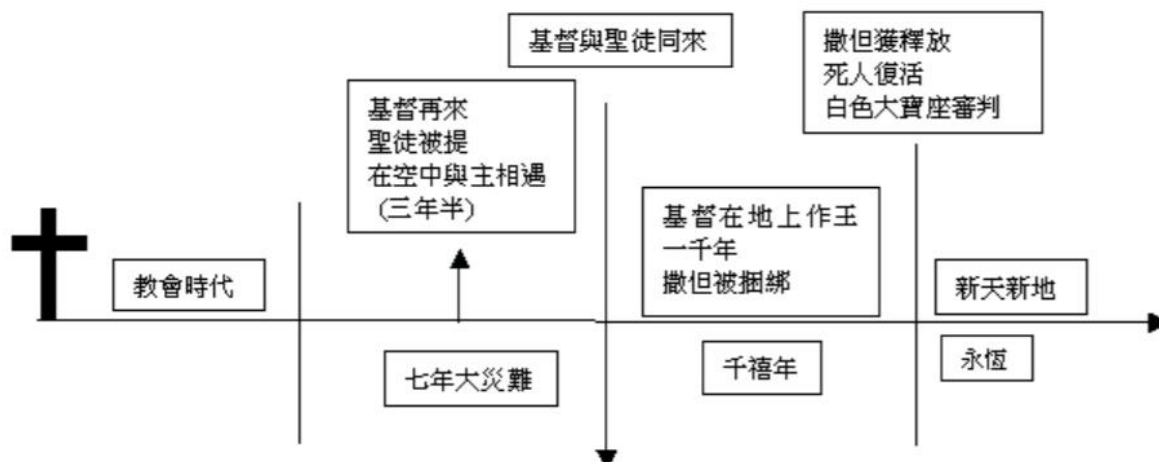 基督與聖徒同來
撒但獲釋放
死人復活
白色大寶座審判
基督再來
聖徒被提
在空中與主相遇
(三年半)
基督在地上作王
一千年
撒但被捆綁
教會時代
新天新地
七年大災難
千禧年
永恆